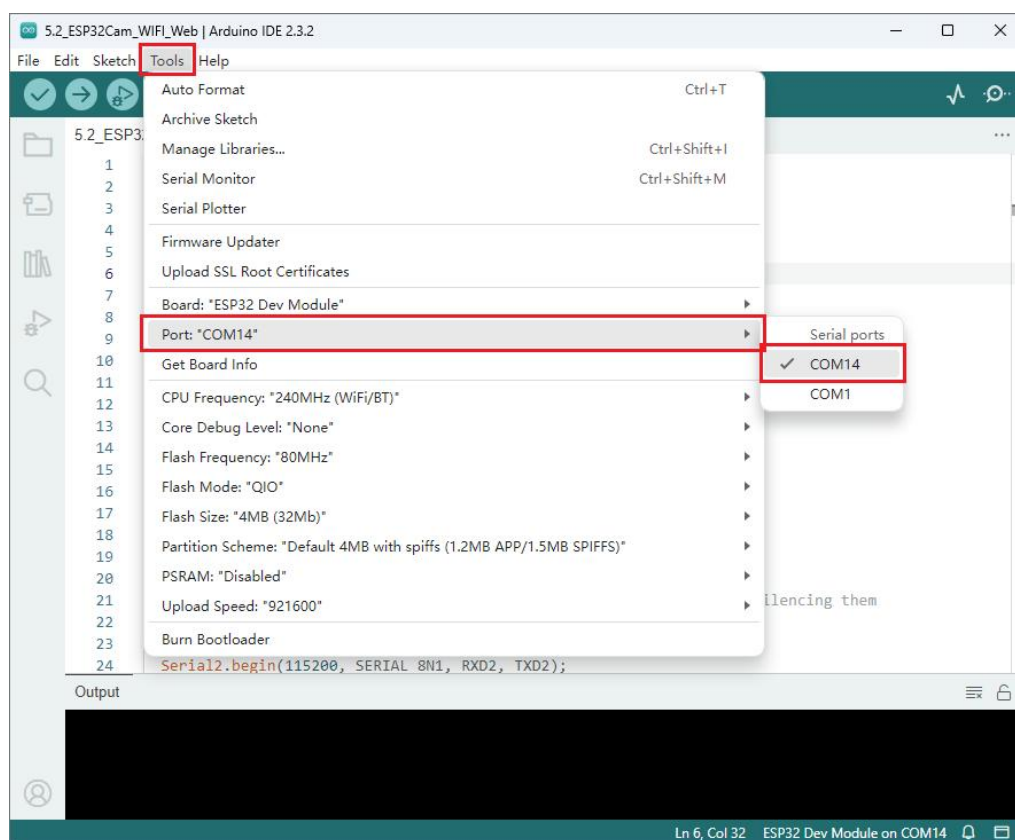 5.2_ESP32Cam_WIFI_Web | Arduino IDE 2.3.2
File Edit Sketch Tools Help
5.2_ESP3
Auto Format Ctrl+T
Archive Sketch
Manage Libraries... Ctrl+Shift+I
Serial Monitor Ctrl+Shift+M
Serial Plotter
Firmware Updater
Upload SSL Root Certificates
Board: "ESP32 Dev Module"
Port: "COM14"
Get Board Info
CPU Frequency: "240MHz (WiFi/BT)"
Core Debug Level: "None"
Flash Frequency: "80MHz"
Flash Mode: "QIO"
Flash Size: "4MB (32Mb)"
Partition Scheme: "Default 4MB with spiffs (1.2MB APP/1.5MB SPIFFS)"
PSRAM: "Disabled"
Upload Speed: "921600"
Burn Bootloader
Serial ports
COM14
COM1
1
2
3
4
5
6
7
8
9
10
11
12
13
14
15
16
17
18
19
20
21 ilencing them
22
23
24 Serial2.begin(115200, SERIAL_8N1, RXD2, TXD2);
Output
Ln 6, Col 32 ESP32 Dev Module on COM14